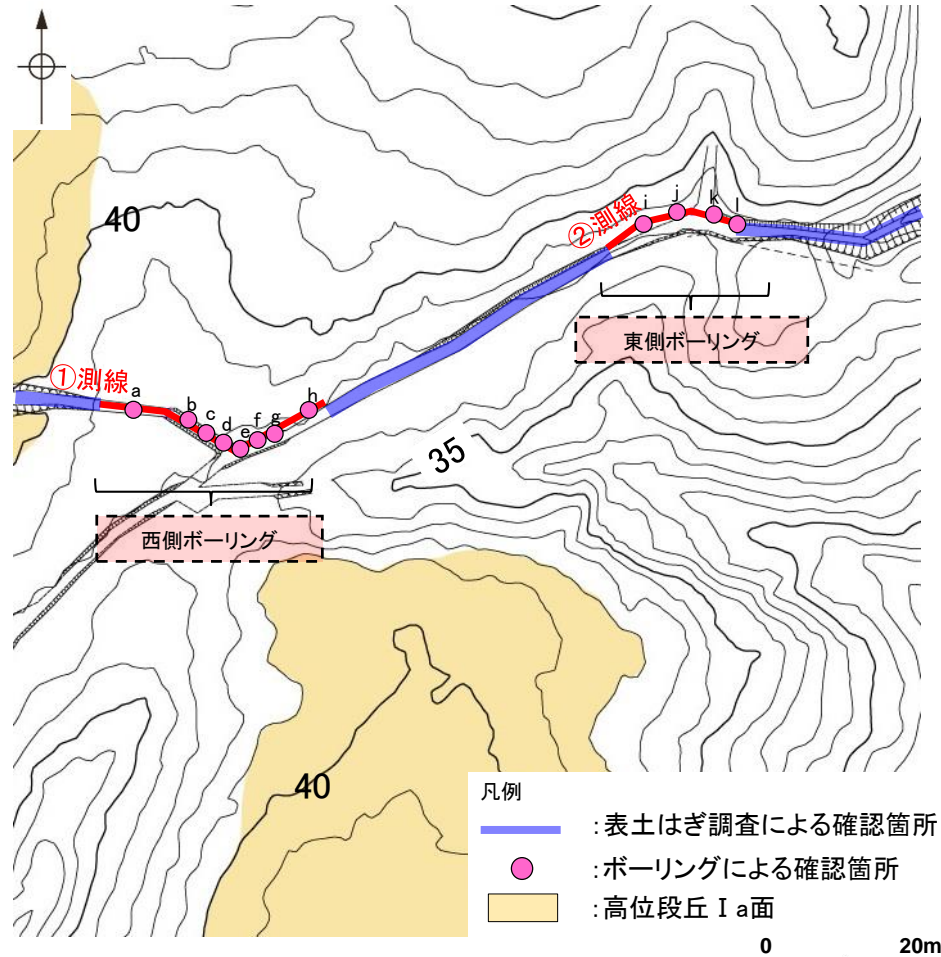 40
②測線
i
j
k
l
東側ボーリング
①測線
a
b
c
d
e
f
g
h
35
西側ボーリング
40
凡例
:表土はぎ調査による確認箇所
:ボーリングによる確認箇所
:高位段丘Ⅰa面
0 20m